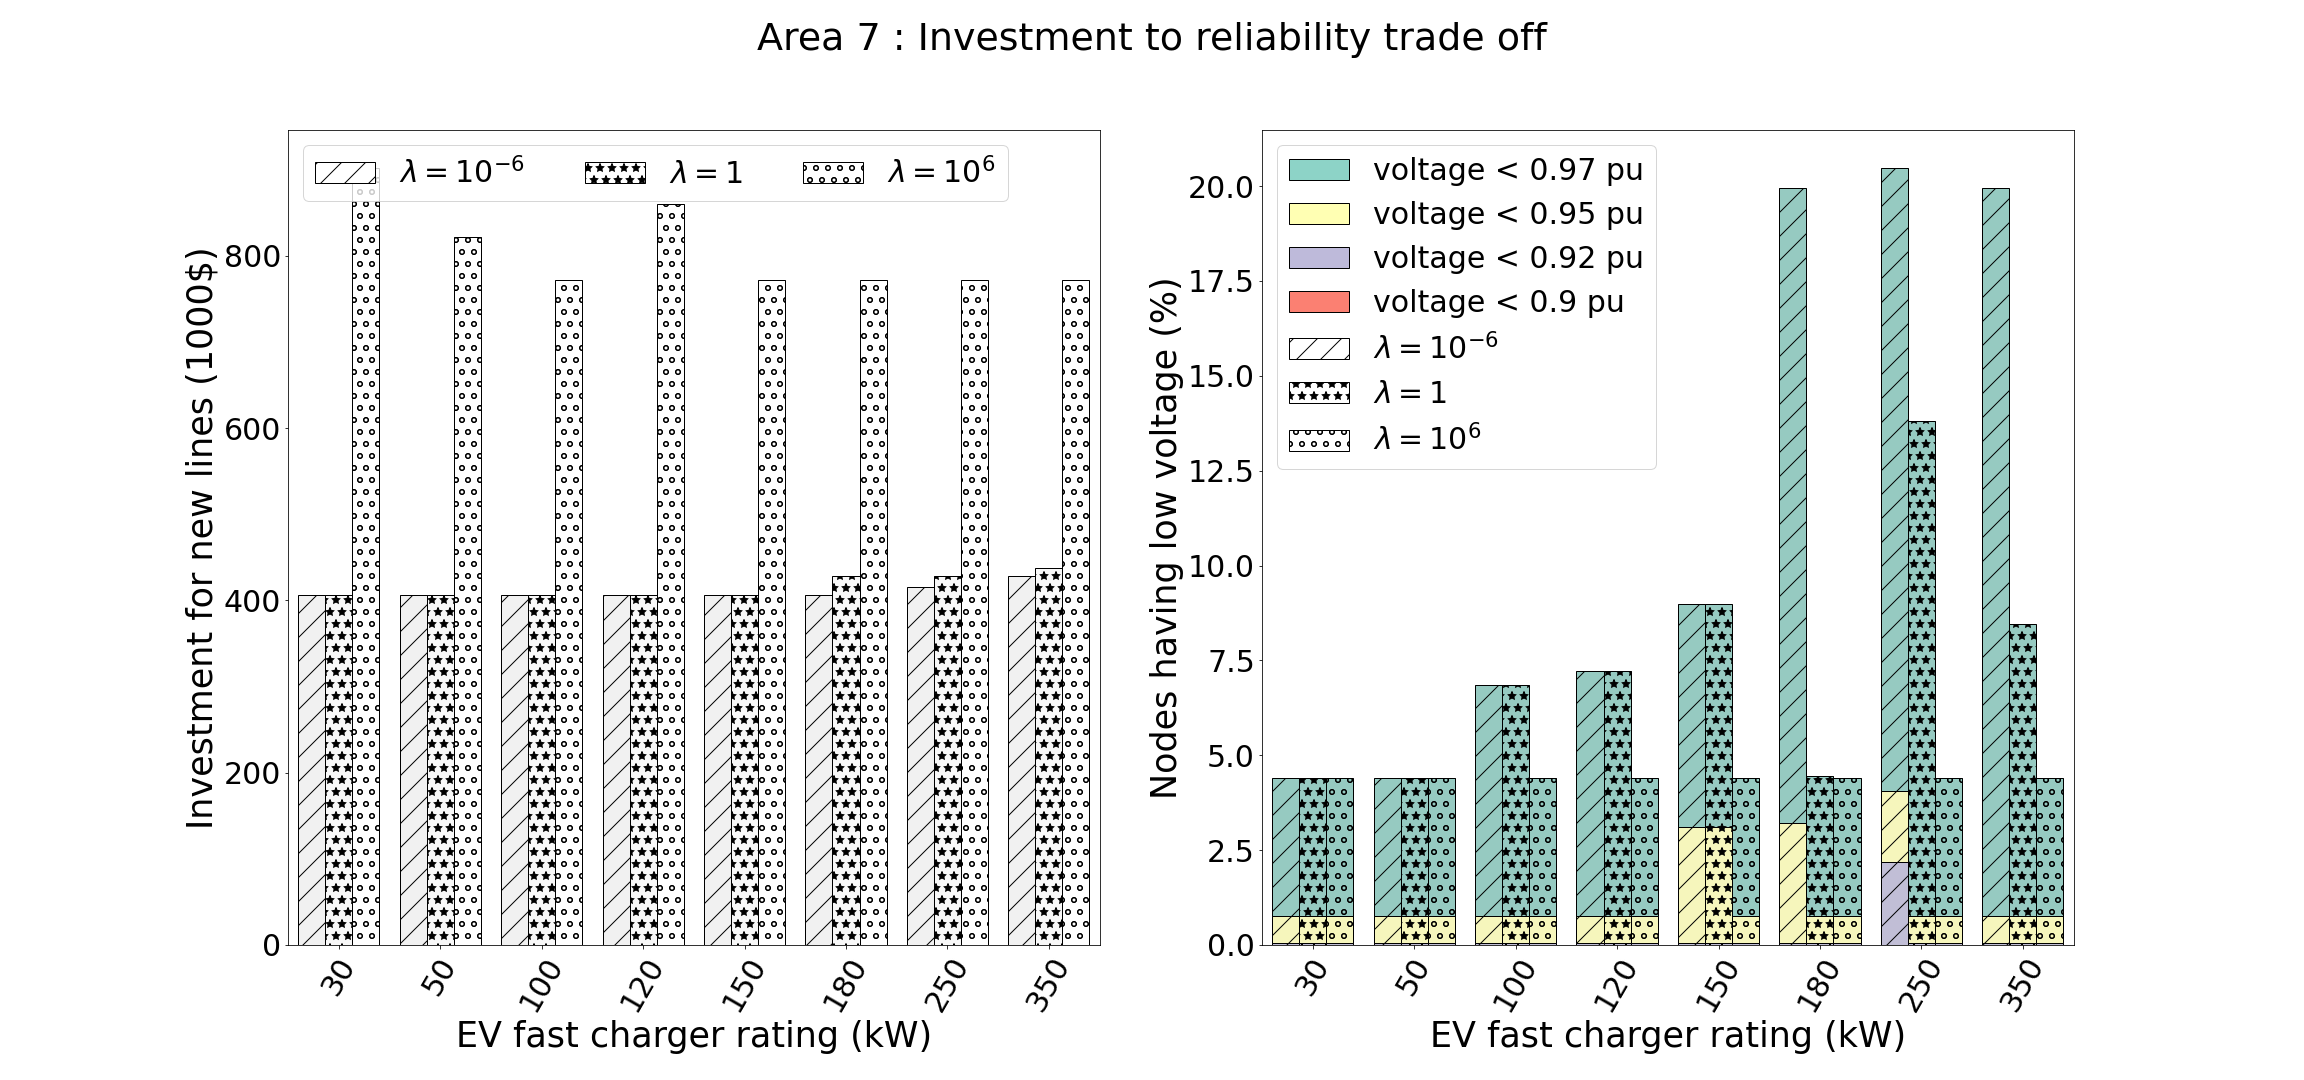 Area 7 : Investment to reliability trade off
Investment for new lines (1000$)
800
600
400
200
0
λ = 10⁻⁶ λ = 1 λ = 10⁶
30 50 100 120 150 180 250 350
EV fast charger rating (kW)
Nodes having low voltage (%)
20.0
17.5
15.0
12.5
10.0
7.5
5.0
2.5
0.0
voltage < 0.97 pu
voltage < 0.95 pu
voltage < 0.92 pu
voltage < 0.9 pu
λ = 10⁻⁶
λ = 1
λ = 10⁶
30 50 100 120 150 180 250 350
EV fast charger rating (kW)